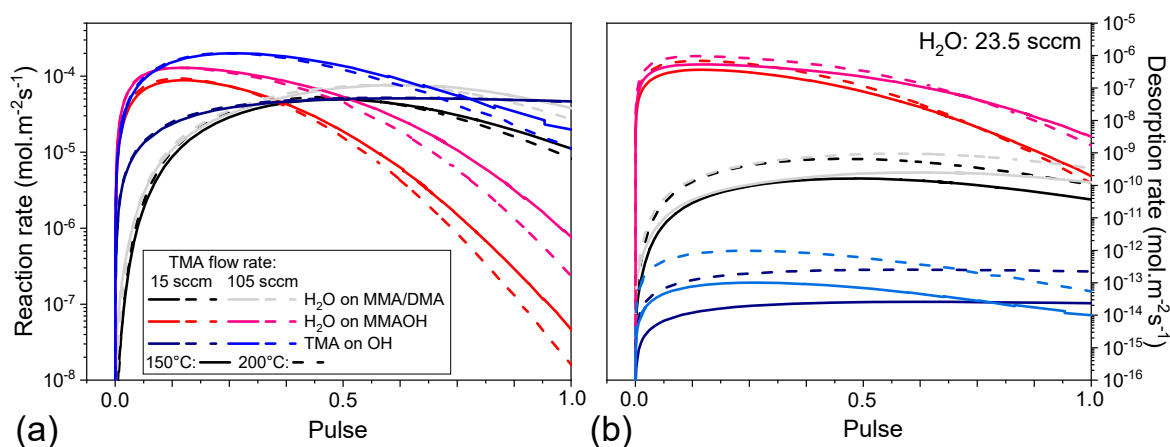 Reaction rate (mol.m⁻²s⁻¹)
10⁻⁴
10⁻⁵
10⁻⁶
10⁻⁷
10⁻⁸
TMA flow rate:
15 sccm 105 sccm
H₂O on MMA/DMA
H₂O on MMAOH
TMA on OH
150°C: 200°C:
0.0 0.5 1.0
(a) Pulse
H₂O: 23.5 sccm
10⁻⁵
10⁻⁶
10⁻⁷
10⁻⁸
10⁻⁹
10⁻¹⁰
10⁻¹¹
10⁻¹²
10⁻¹³
10⁻¹⁴
10⁻¹⁵
10⁻¹⁶
Desorption rate (mol.m⁻²s⁻¹)
0.0 0.5 1.0
(b) Pulse